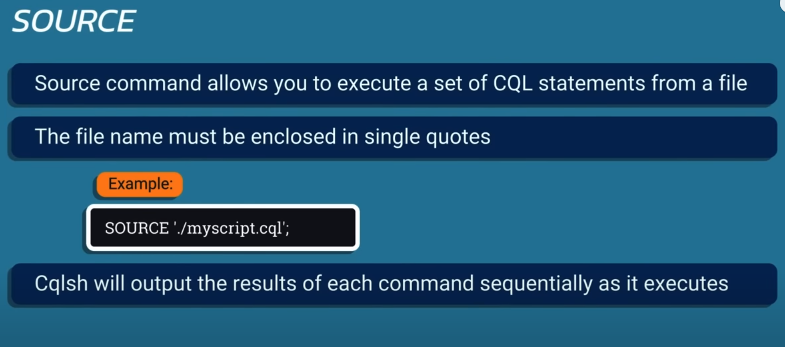 SOURCE
Source command allows you to execute a set of CQL statements from a file
The file name must be enclosed in single quotes
Example:
SOURCE './myscript.cql';
Cqlsh will output the results of each command sequentially as it executes